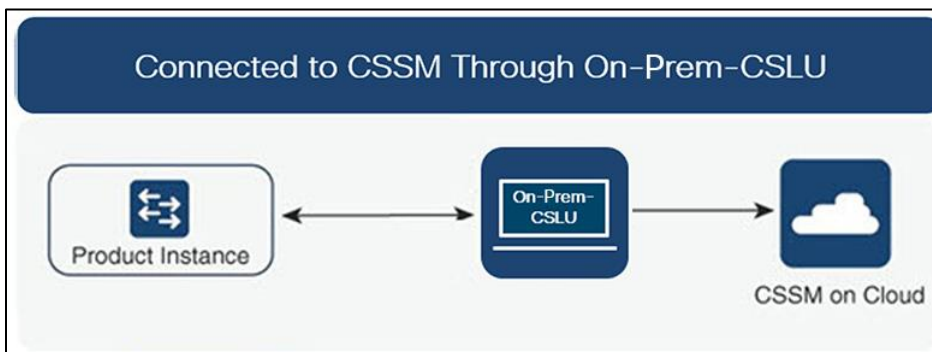 Connected to CSSM Through On-Prem-CSLU
On-Prem-
CSLU
Product Instance
CSSM on Cloud